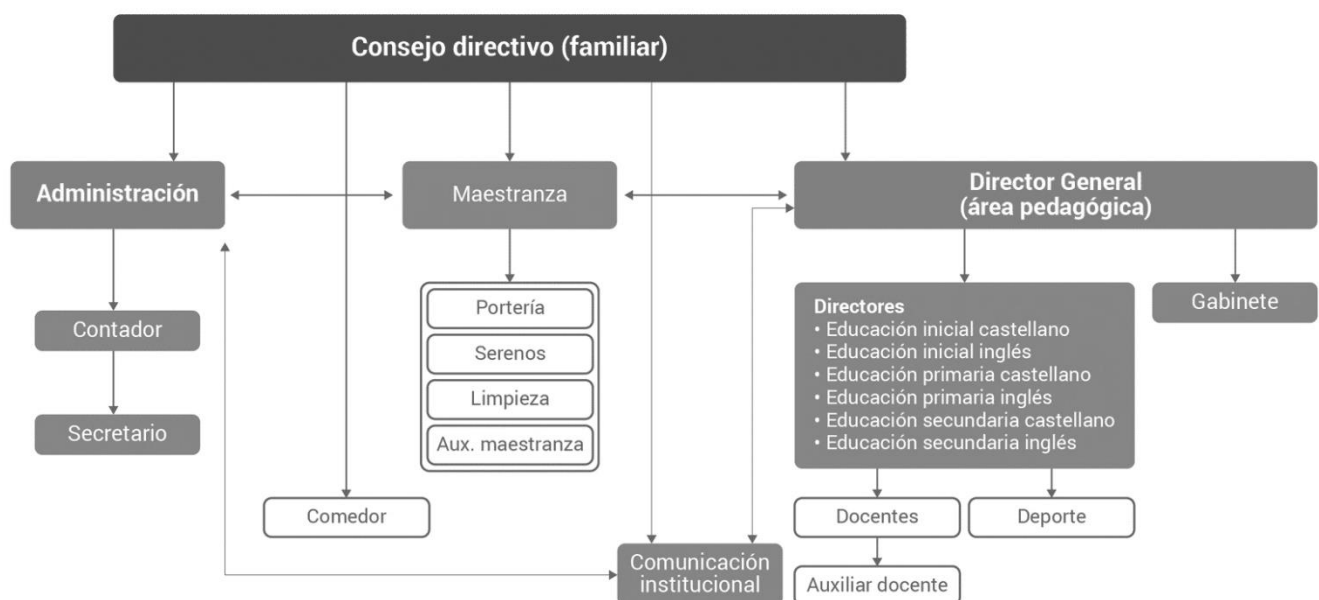 Consejo directivo (familiar)
Administración
Maestranza
Director General
(área pedagógica)
Contador
Secretario
Portería
Serenos
Limpieza
Aux. maestranza
Directores
• Educación inicial castellano
• Educación inicial inglés
• Educación primaria castellano
• Educación primaria inglés
• Educación secundaria castellano
• Educación secundaria inglés
Gabinete
Comedor
Docentes
Deporte
Comunicación
institucional
Auxiliar docente